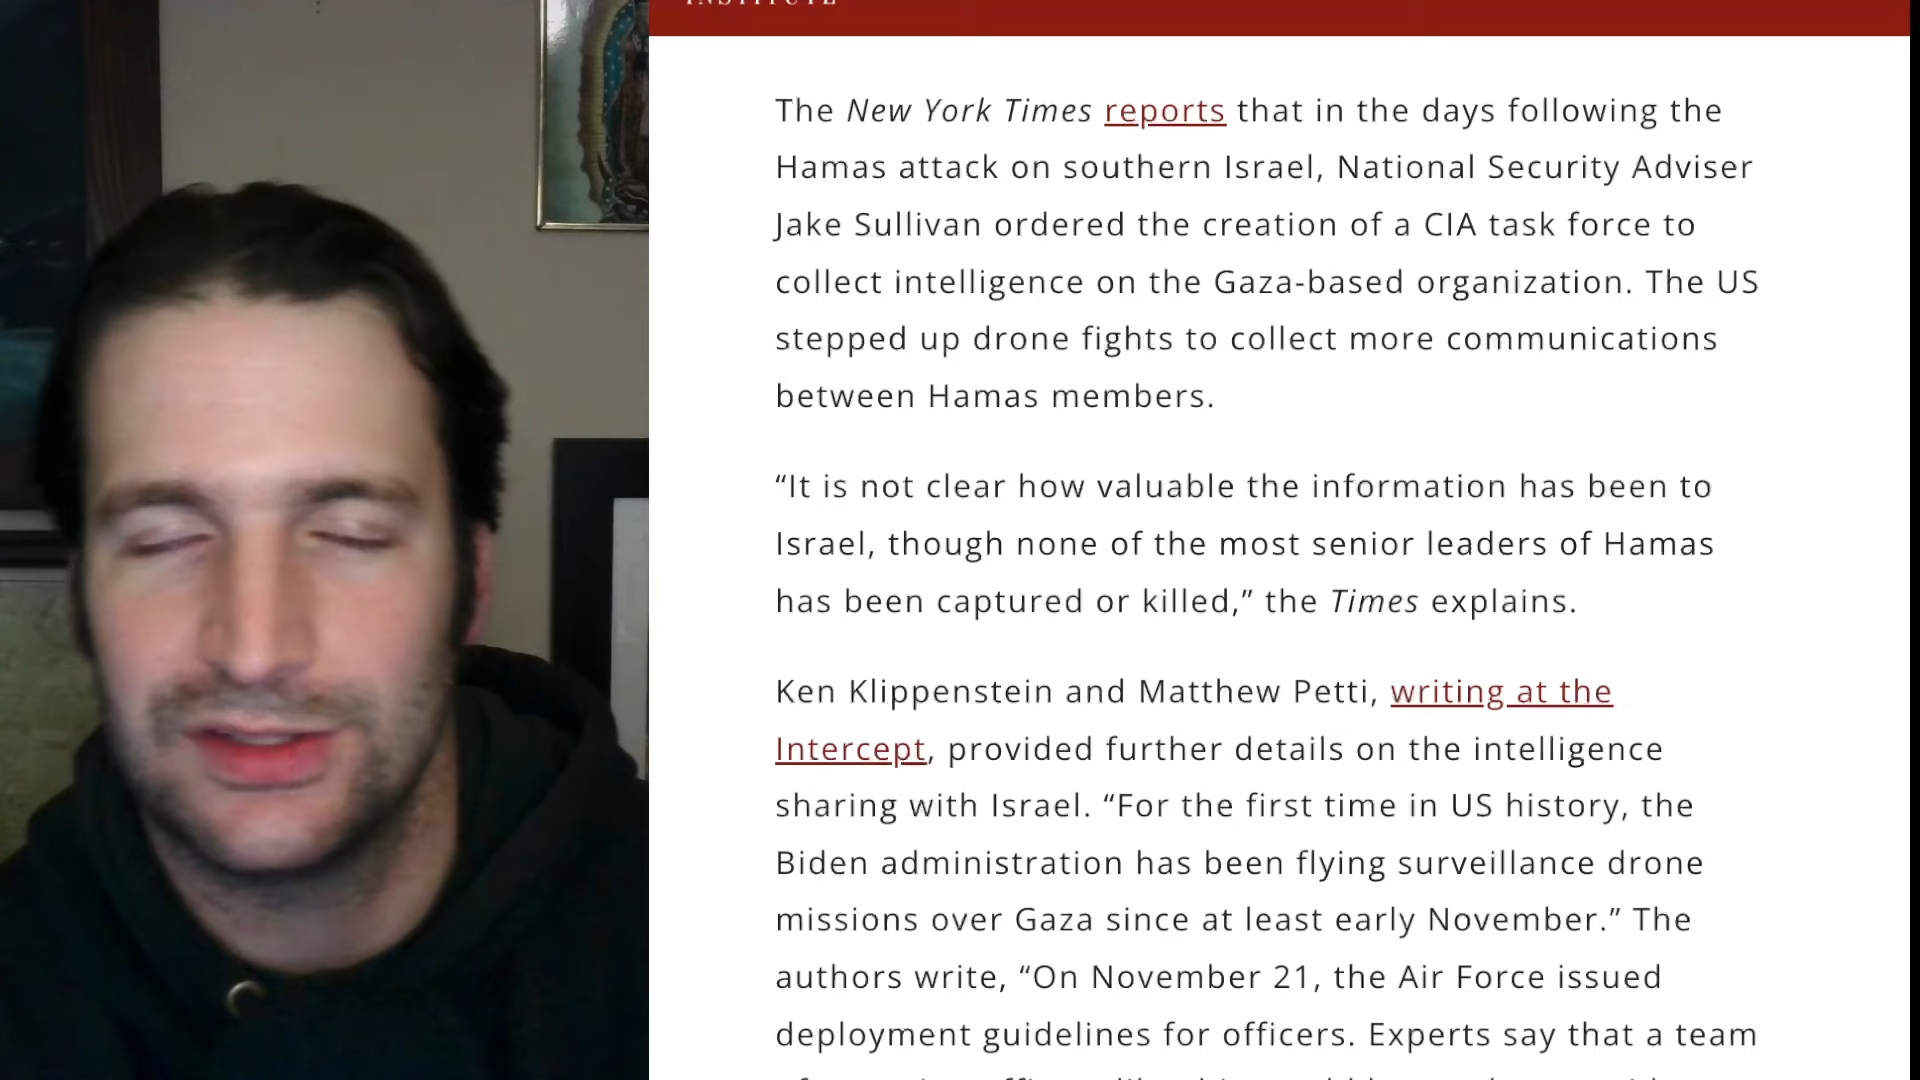 INSTITUTE
The New York Times reports that in the days following the
Hamas attack on southern Israel, National Security Adviser
Jake Sullivan ordered the creation of a CIA task force to
collect intelligence on the Gaza-based organization. The US
stepped up drone fights to collect more communications
between Hamas members.
“It is not clear how valuable the information has been to
Israel, though none of the most senior leaders of Hamas
has been captured or killed,” the Times explains.
Ken Klippenstein and Matthew Petti, writing at the
Intercept, provided further details on the intelligence
sharing with Israel. “For the first time in US history, the
Biden administration has been flying surveillance drone
missions over Gaza since at least early November.” The
authors write, “On November 21, the Air Force issued
deployment guidelines for officers. Experts say that a team